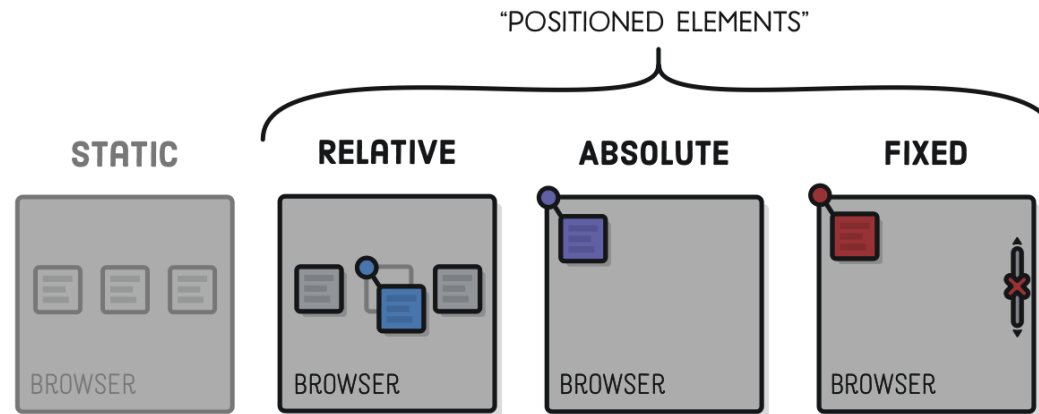 “POSITIONED ELEMENTS”
STATIC
RELATIVE
ABSOLUTE
FIXED
BROWSER
BROWSER
BROWSER
BROWSER